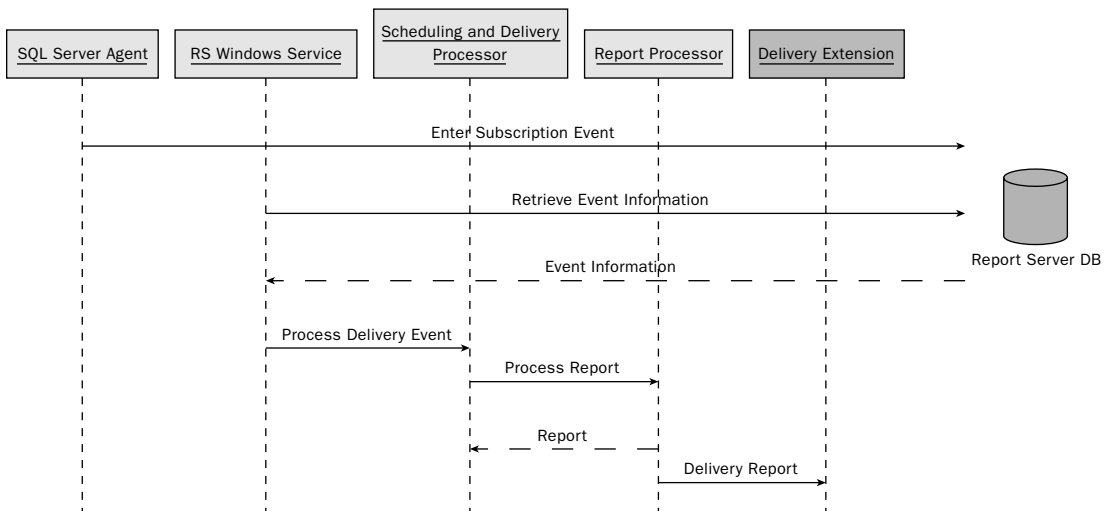 SQL Server Agent
RS Windows Service
Scheduling and Delivery
Processor
Report Processor
Delivery Extension
Enter Subscription Event
Retrieve Event Information
Report Server DB
Event Information
Process Delivery Event
Process Report
Report
Delivery Report